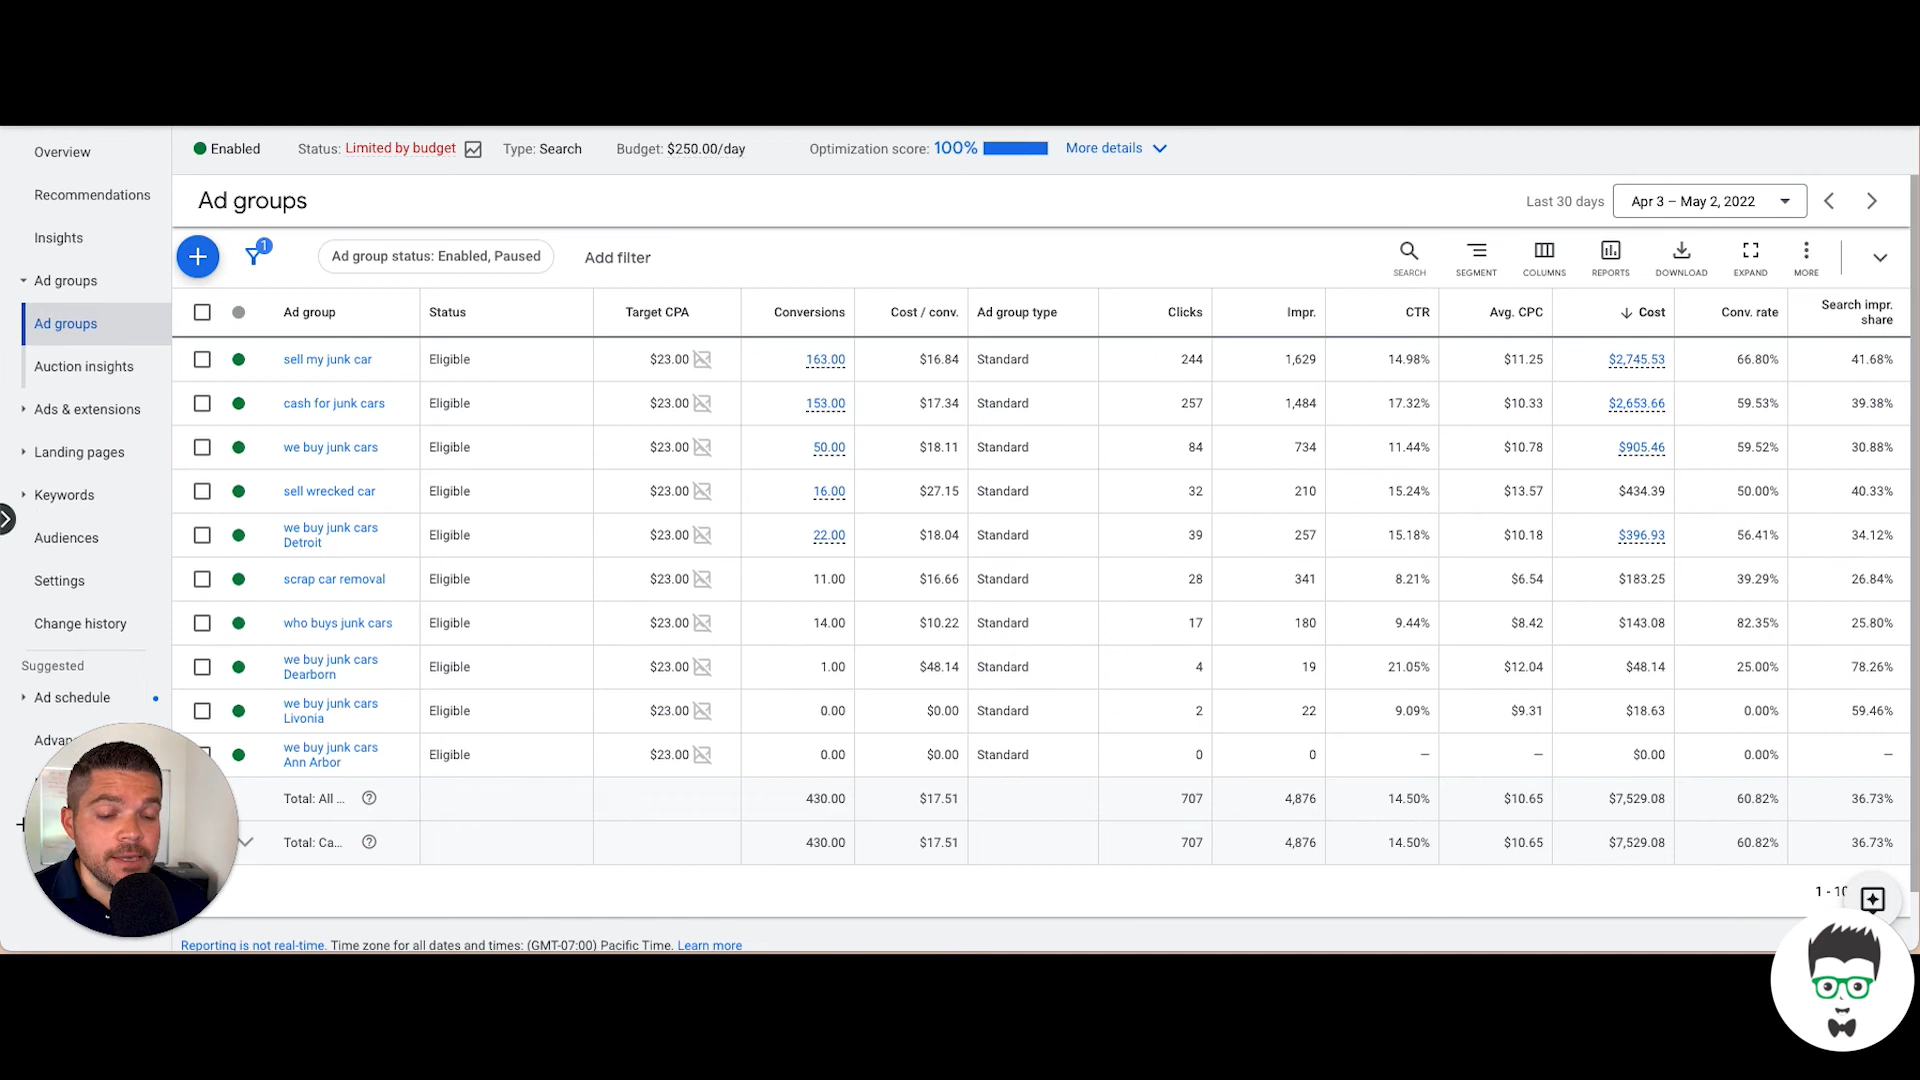 Overview
Recommendations
Insights
Ad groups
Ad groups
Auction insights
Ads & extensions
Landing pages
Keywords
Audiences
Settings
Change history
Suggested
Ad schedule
Enabled Status: Limited by budget Type: Search Budget: $250.00/day Optimization score: 100% More details
Ad groups
Last 30 days Apr 3 – May 2, 2022
1
Ad group status: Enabled, Paused Add filter
SEARCH SEGMENT COLUMNS REPORTS DOWNLOAD EXPAND MORE
Ad group Status Target CPA Conversions Cost / conv. Ad group type Clicks Impr. CTR Avg. CPC Cost Conv. rate Search impr.
share
sell my junk car Eligible $23.00 163.00 $16.84 Standard 244 1,629 14.98% $11.25 $2,745.53 66.80% 41.68%
cash for junk cars Eligible $23.00 153.00 $17.34 Standard 257 1,484 17.32% $10.33 $2,653.66 59.53% 39.38%
we buy junk cars Eligible $23.00 50.00 $18.11 Standard 84 734 11.44% $10.78 $905.46 59.52% 30.88%
sell wrecked car Eligible $23.00 16.00 $27.15 Standard 32 210 15.24% $13.57 $434.39 50.00% 40.33%
we buy junk cars
Detroit Eligible $23.00 22.00 $18.04 Standard 39 257 15.18% $10.18 $396.93 56.41% 34.12%
scrap car removal Eligible $23.00 11.00 $16.66 Standard 28 341 8.21% $6.54 $183.25 39.29% 26.84%
who buys junk cars Eligible $23.00 14.00 $10.22 Standard 17 180 9.44% $8.42 $143.08 82.35% 25.80%
we buy junk cars
Dearborn Eligible $23.00 1.00 $48.14 Standard 4 19 21.05% $12.04 $48.14 25.00% 78.26%
we buy junk cars
Livonia Eligible $23.00 0.00 $0.00 Standard 2 22 9.09% $9.31 $18.63 0.00% 59.46%
we buy junk cars
Ann Arbor Eligible $23.00 0.00 $0.00 Standard 0 0 – – $0.00 0.00% –
Total: All ... 430.00 $17.51 707 4,876 14.50% $10.65 $7,529.08 60.82% 36.73%
Total: Ca... 430.00 $17.51 707 4,876 14.50% $10.65 $7,529.08 60.82% 36.73%
Reporting is not real-time. Time zone for all dates and times: (GMT-07:00) Pacific Time. Learn more